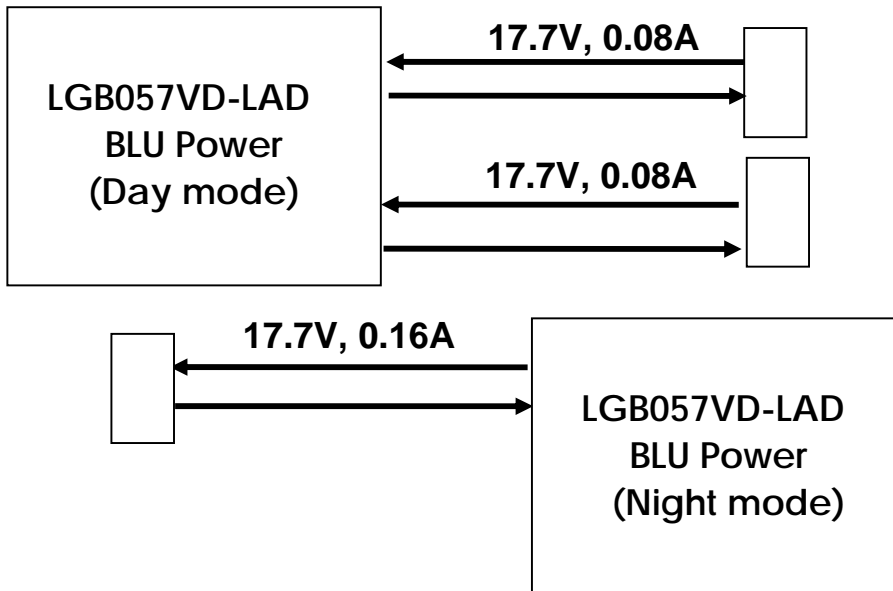 17.7V, 0.08A
LGB057VD-LAD
BLU Power
(Day mode)
17.7V, 0.08A
17.7V, 0.16A
LGB057VD-LAD
BLU Power
(Night mode)